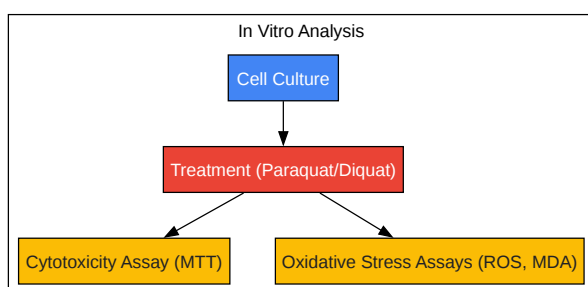 In Vitro Analysis
Cell Culture
Treatment (Paraquat/Diquat)
Cytotoxicity Assay (MTT)
Oxidative Stress Assays (ROS, MDA)